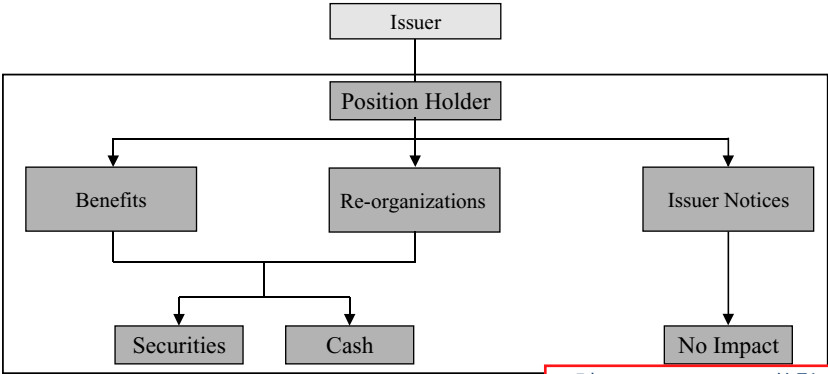 Issuer
Position Holder
Benefits
Re-organizations
Issuer Notices
Securities
Cash
No Impact